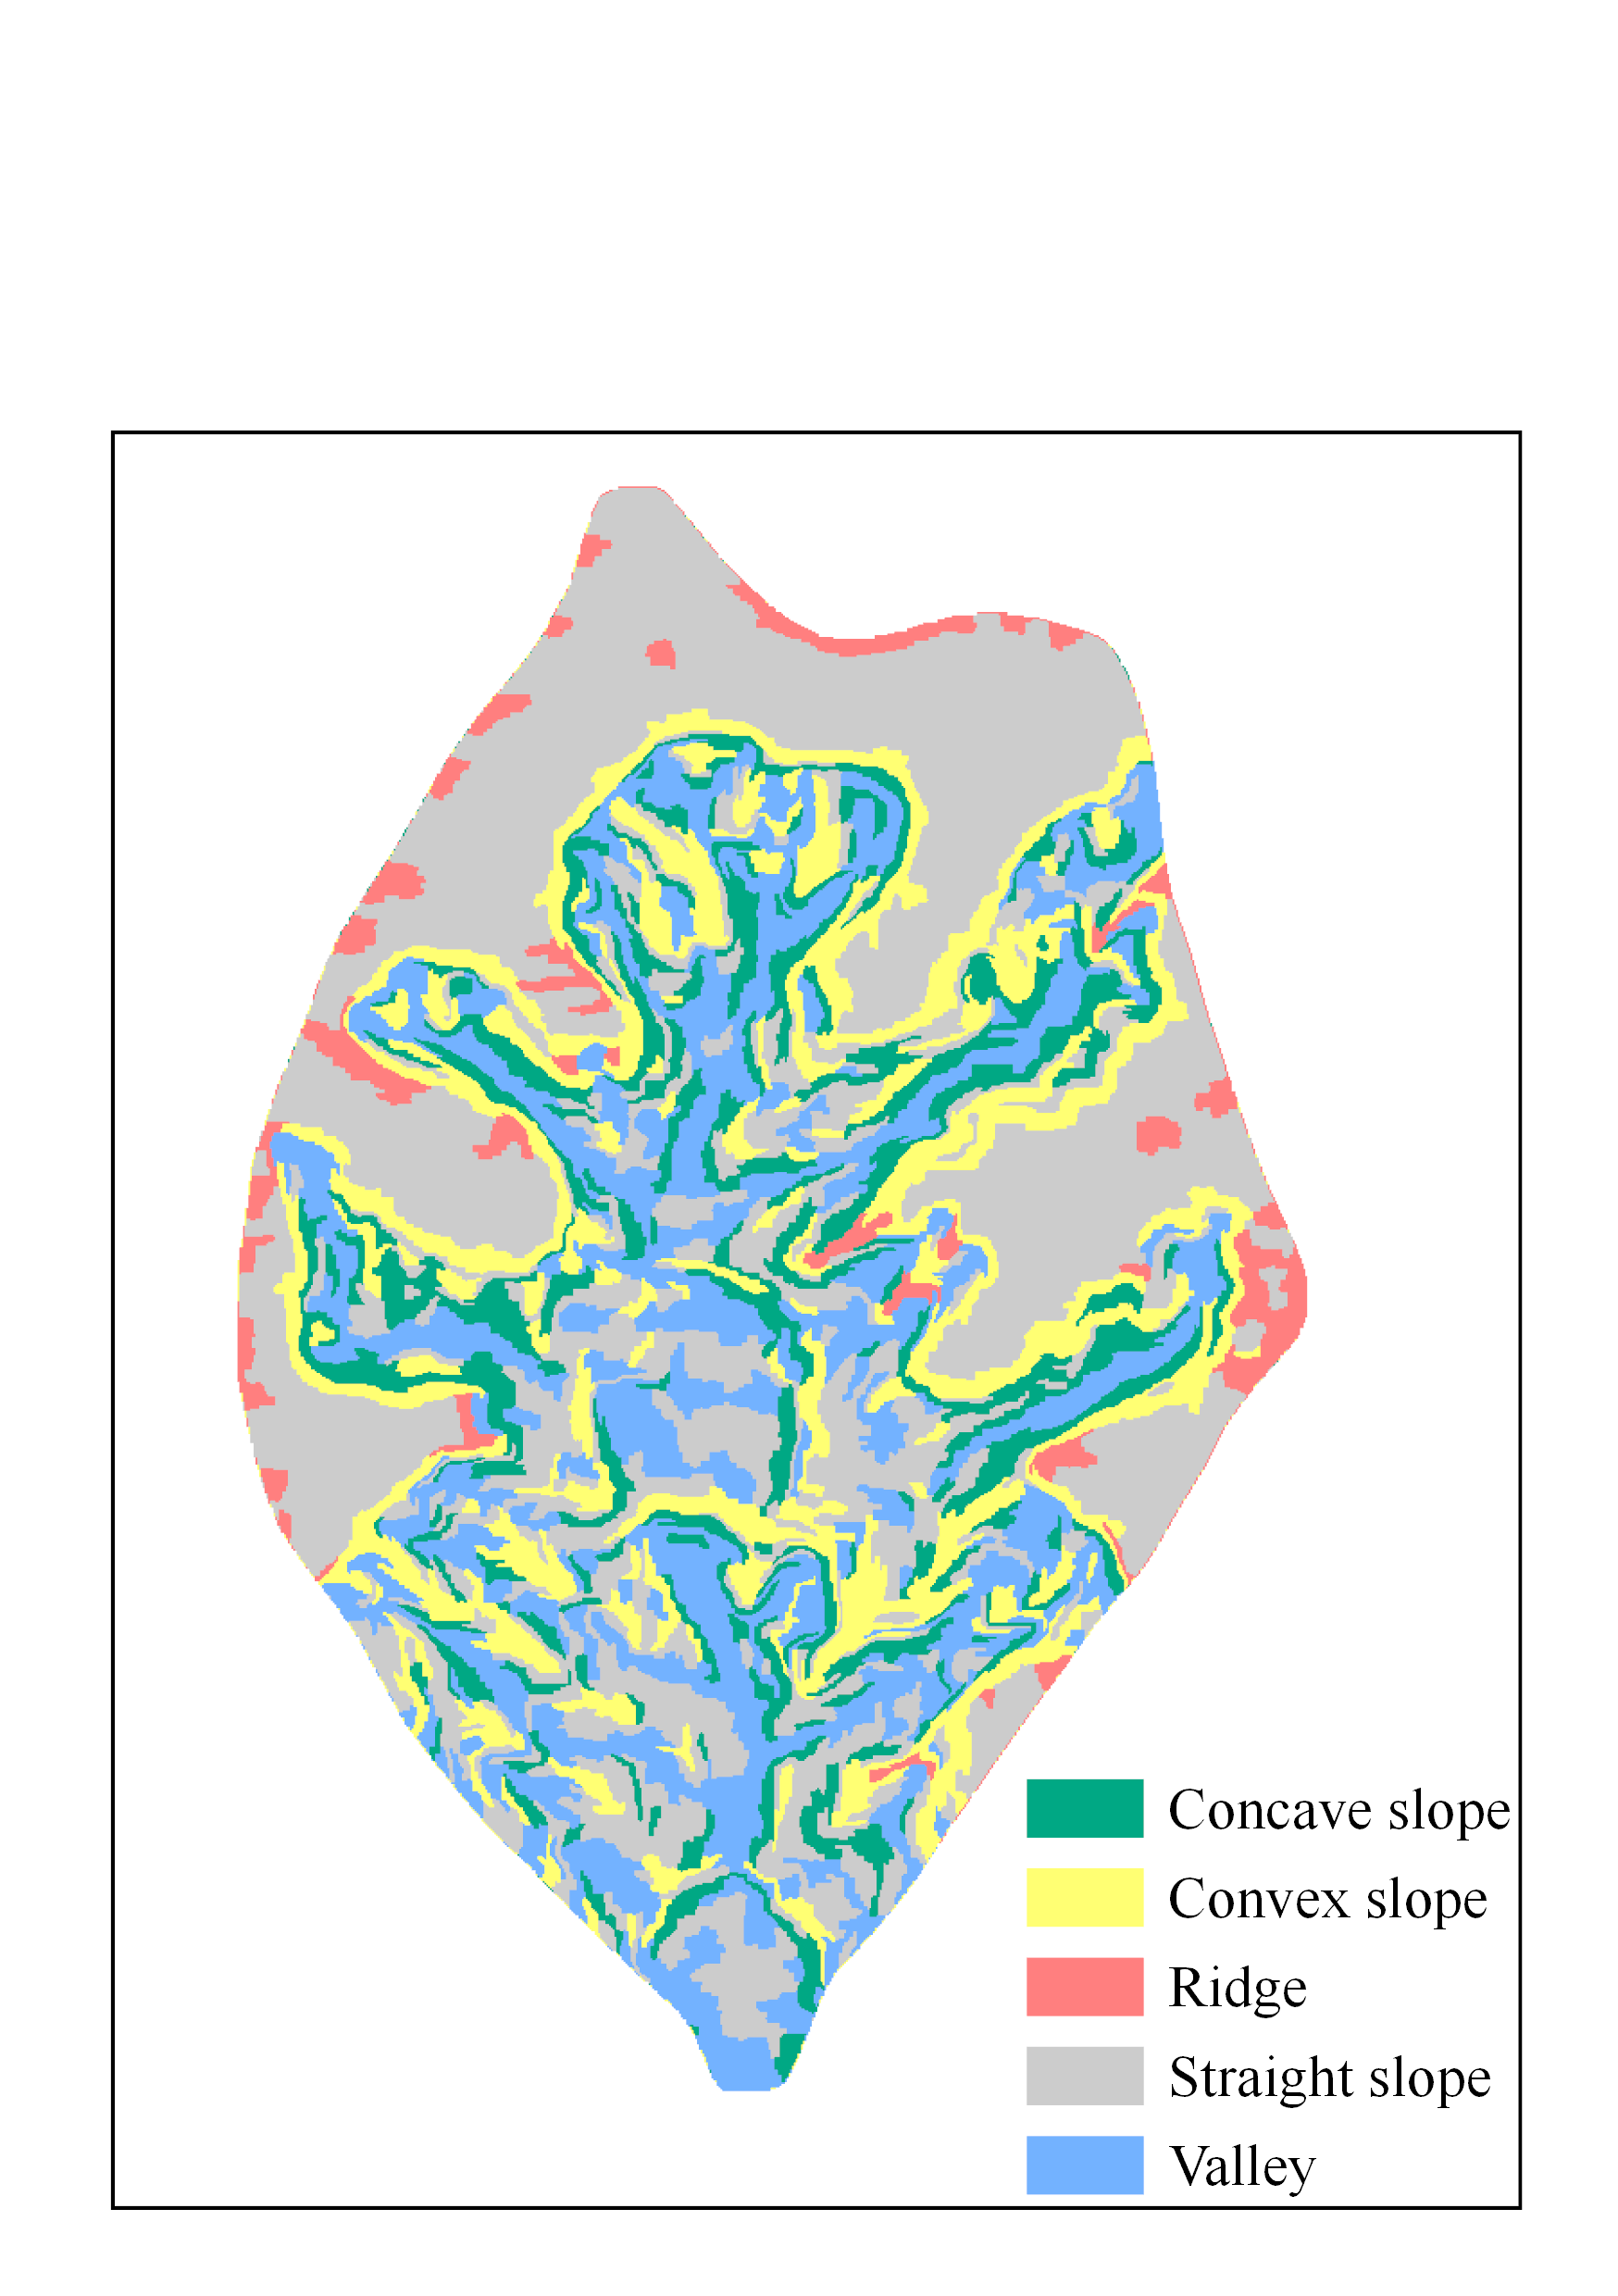 Concave slope
Convex slope
Ridge
Straight slope
Valley